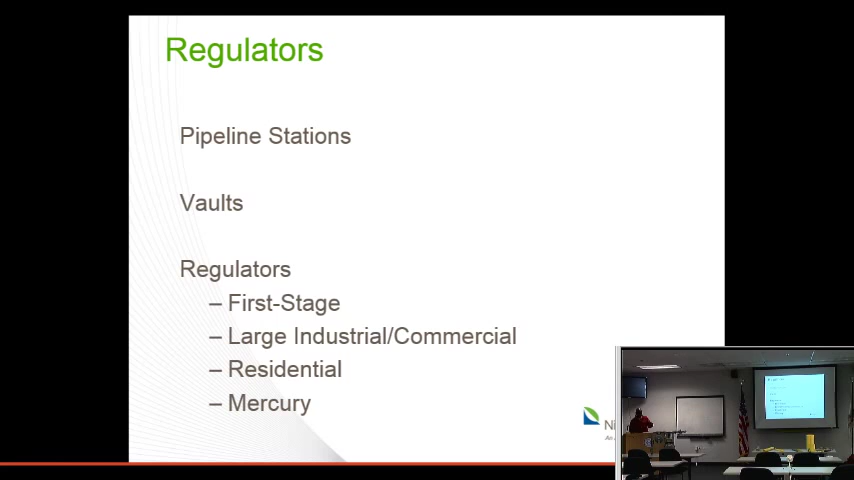 Regulators
Pipeline Stations
Vaults
Regulators
– First-Stage
– Large Industrial/Commercial
– Residential
– Mercury